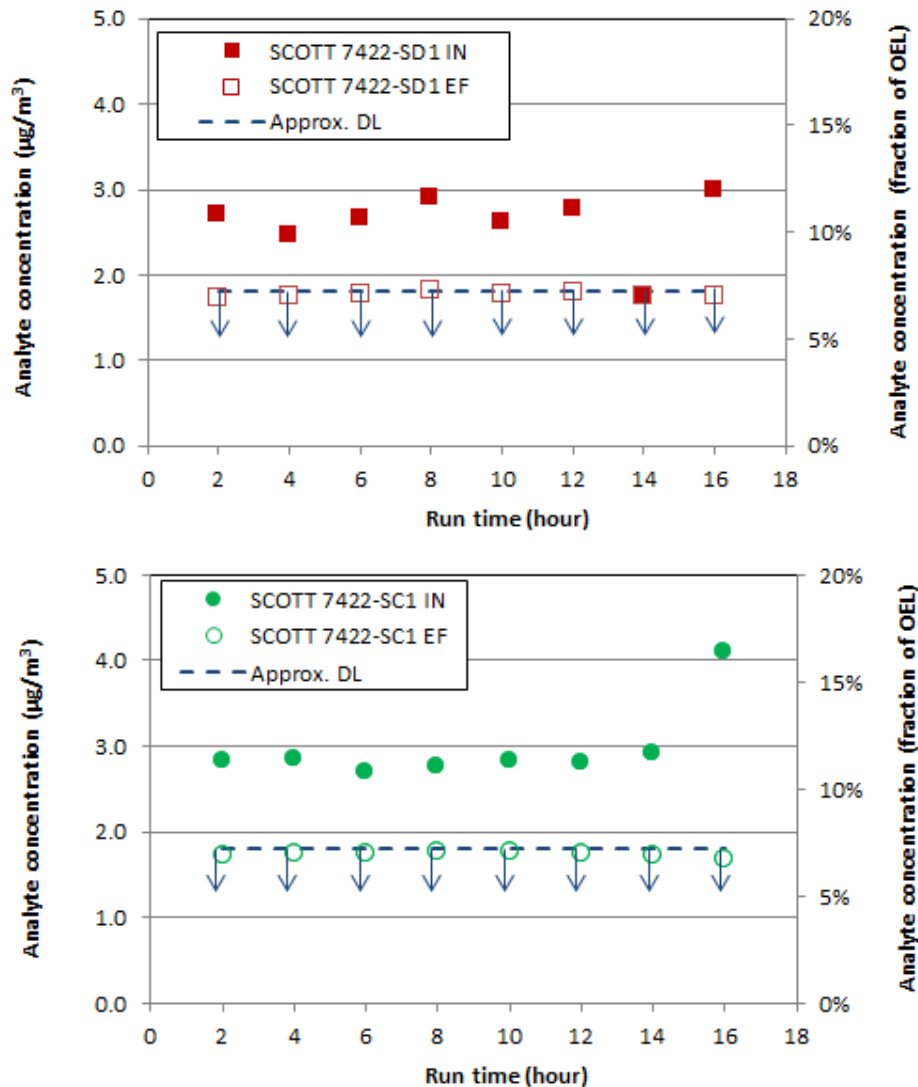 5.0
4.0
3.0
2.0
1.0
0.0
Analyte concentration (µg/m³)
SCOTT 7422-SD1 IN
SCOTT 7422-SD1 EF
Approx. DL
20%
15%
10%
5%
0%
Analyte concentration (fraction of OEL)
0 2 4 6 8 10 12 14 16 18
Run time (hour)
5.0
4.0
3.0
2.0
1.0
0.0
Analyte concentration (µg/m³)
SCOTT 7422-SC1 IN
SCOTT 7422-SC1 EF
Approx. DL
20%
15%
10%
5%
0%
Analyte concentration (fraction of OEL)
0 2 4 6 8 10 12 14 16 18
Run time (hour)